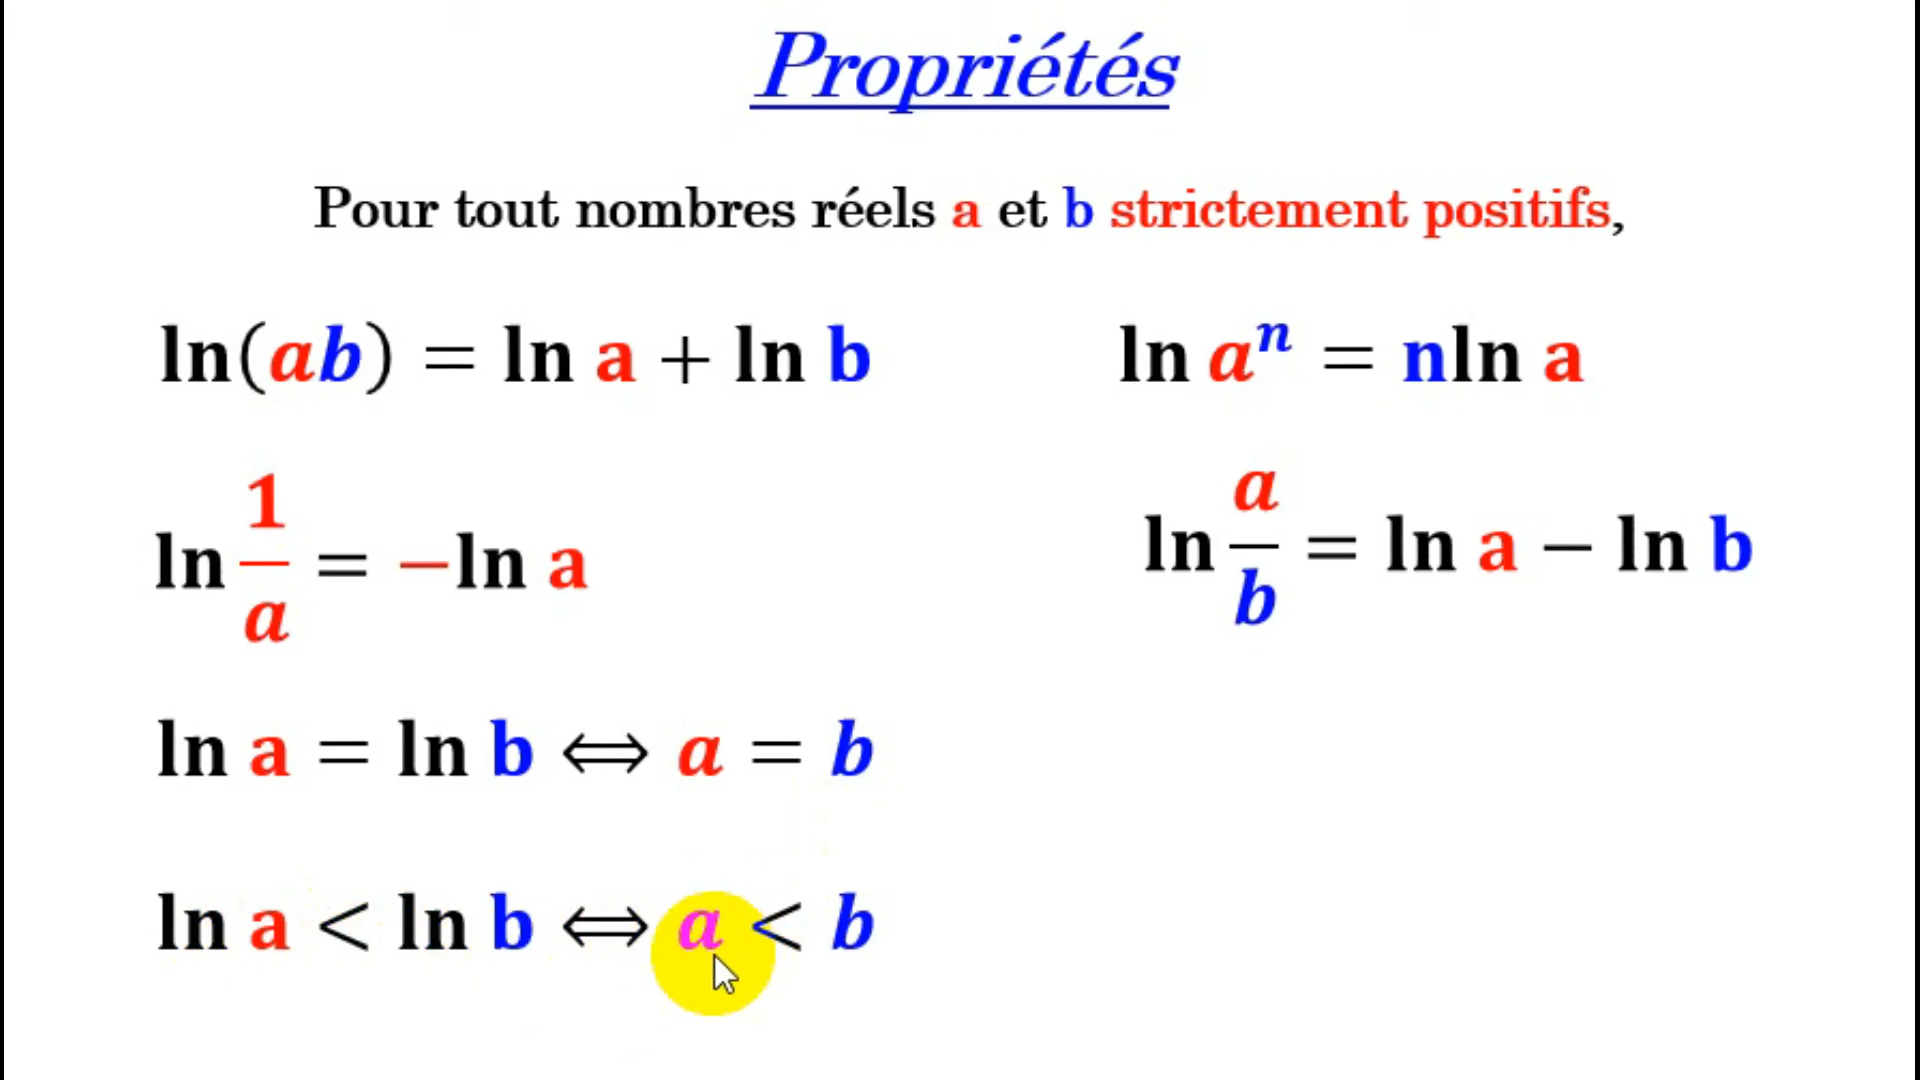 Propriétés
Pour tout nombres réels a et b strictement positifs,
ln(ab) = ln a + ln b
ln aⁿ = nln a
ln 1/a = −ln a
ln a/b = ln a − ln b
ln a = ln b ⟺ a = b
ln a < ln b ⟺ a < b